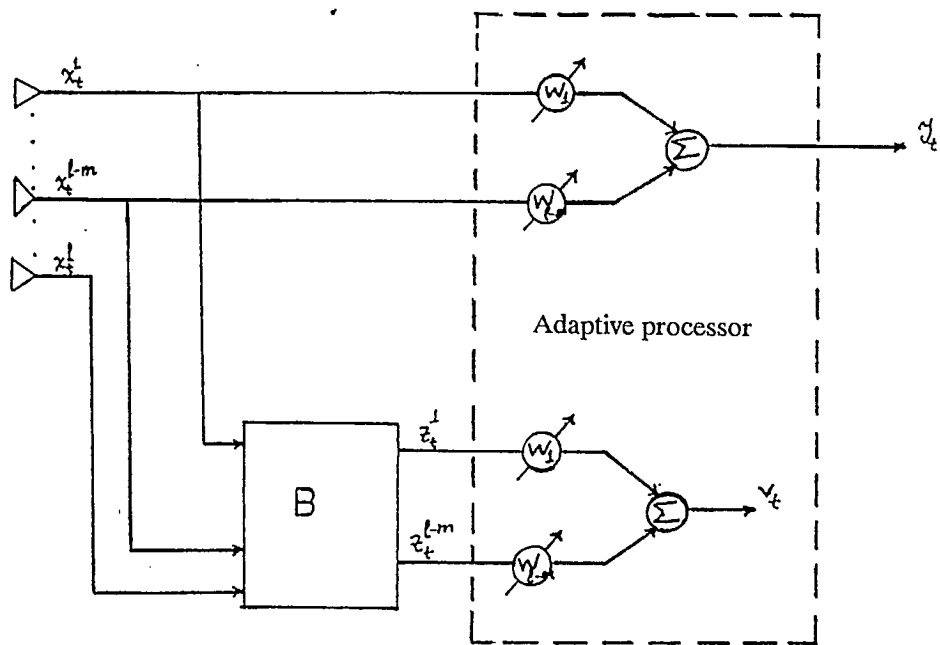 x_t^1
W_1
Σ
y_t
x_t^{l-m}
W_{l-m}
x_t^l
Adaptive processor
B
z_t^1
W_1
Σ
v_t
z_t^{l-m}
W_{l-m}